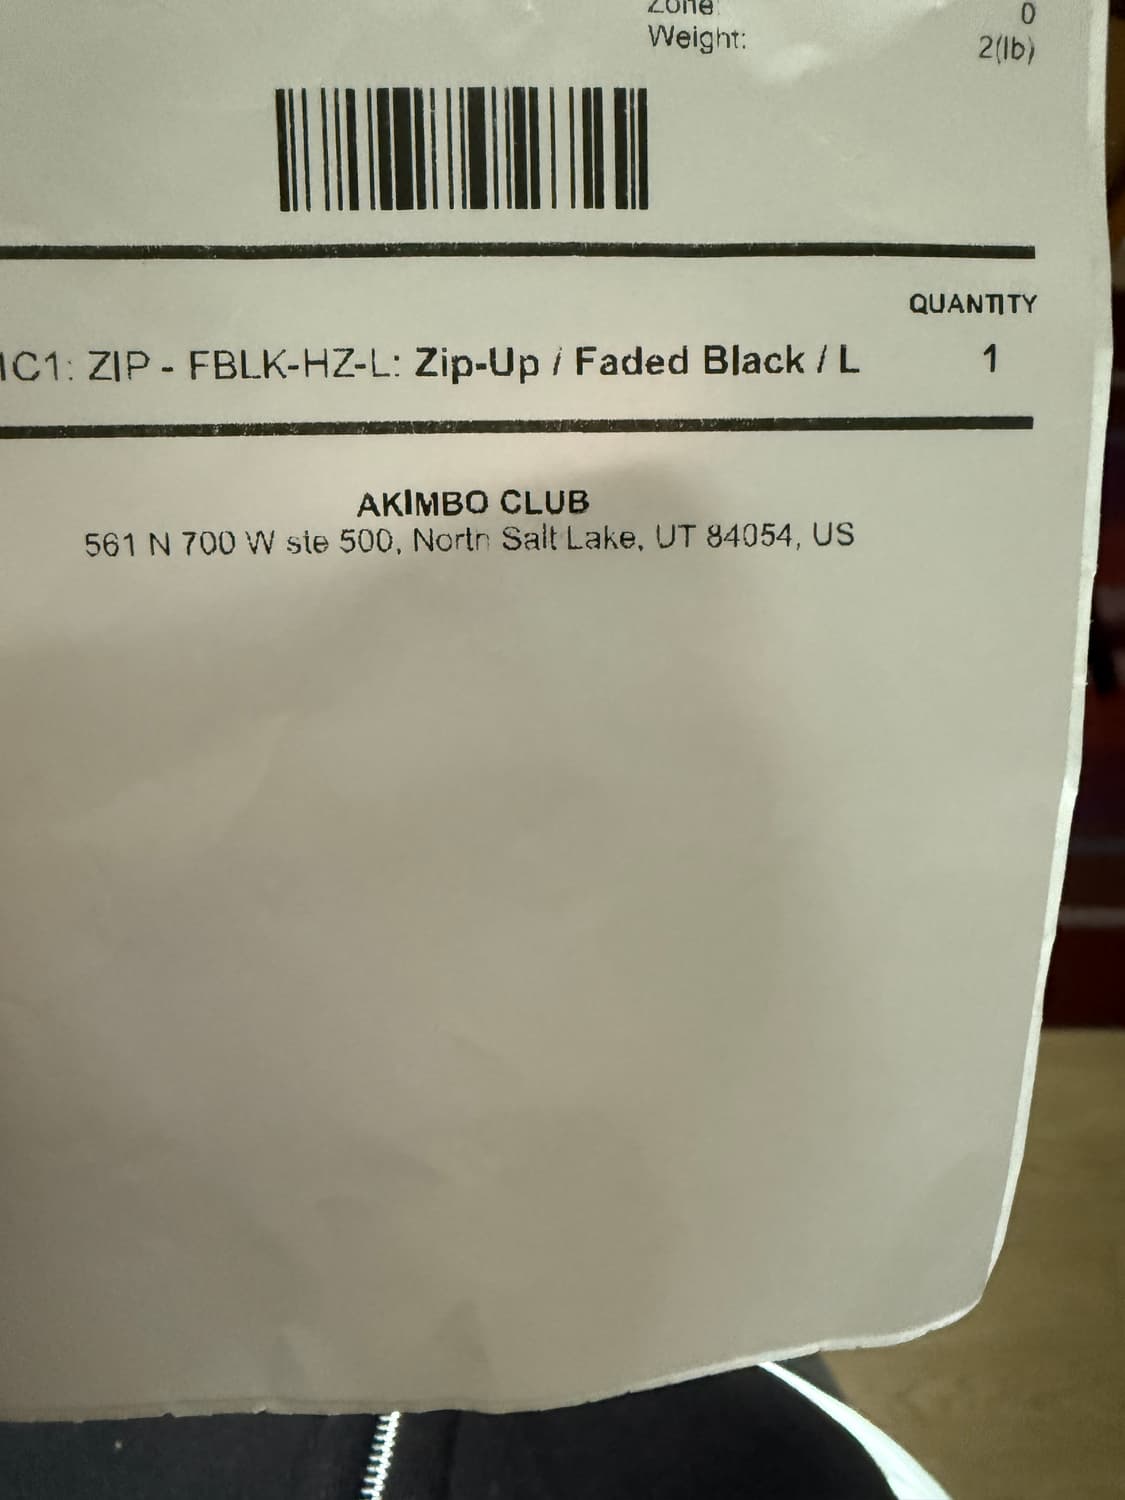 Zone: 0
Weight: 2(lb)
QUANTITY
1C1: ZIP - FBLK-HZ-L: Zip-Up / Faded Black / L 1
AKIMBO CLUB
561 N 700 W ste 500, North Salt Lake, UT 84054, US